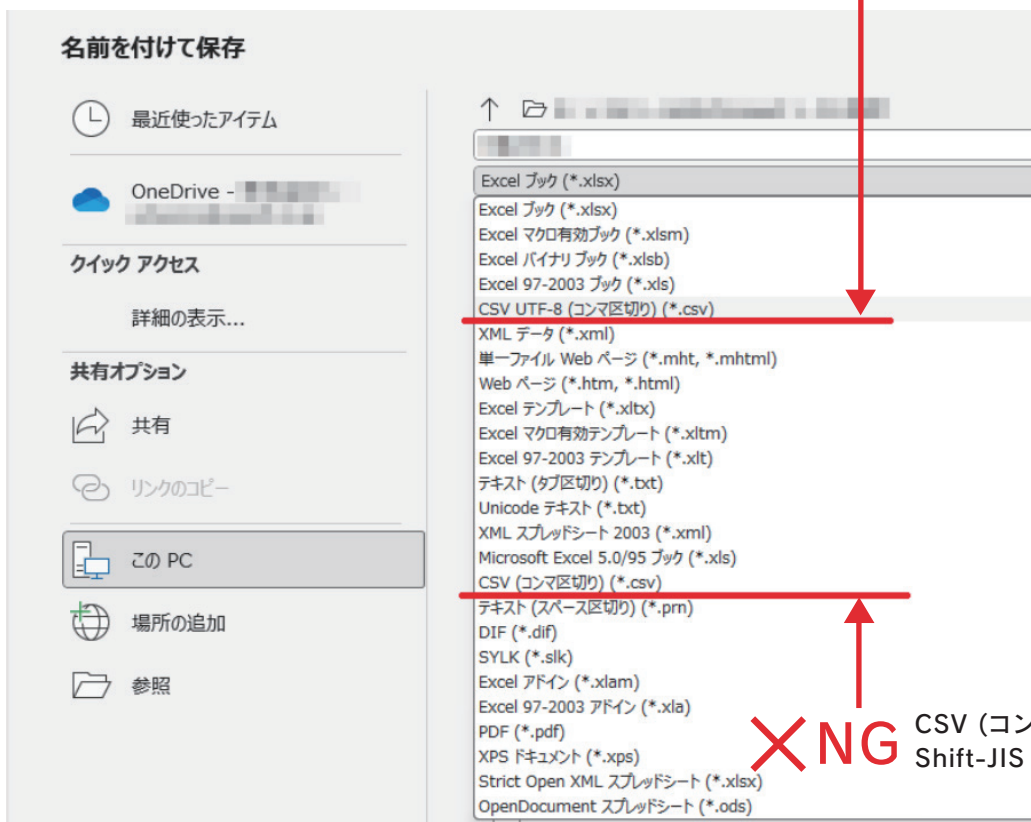 名前を付けて保存
最近使ったアイテム
OneDrive -
クイック アクセス
詳細の表示...
共有オプション
共有
リンクのコピー
この PC
場所の追加
参照
Excel ブック (*.xlsx)
Excel ブック (*.xlsx)
Excel マクロ有効ブック (*.xlsm)
Excel バイナリ ブック (*.xlsb)
Excel 97-2003 ブック (*.xls)
CSV UTF-8 (コンマ区切り) (*.csv)
XML データ (*.xml)
単一ファイル Web ページ (*.mht, *.mhtml)
Web ページ (*.htm, *.html)
Excel テンプレート (*.xltx)
Excel マクロ有効テンプレート (*.xltm)
Excel 97-2003 テンプレート (*.xlt)
テキスト (タブ区切り) (*.txt)
Unicode テキスト (*.txt)
XML スプレッドシート 2003 (*.xml)
Microsoft Excel 5.0/95 ブック (*.xls)
CSV (コンマ区切り) (*.csv)
テキスト (スペース区切り) (*.prn)
DIF (*.dif)
SYLK (*.slk)
Excel アドイン (*.xlam)
Excel 97-2003 アドイン (*.xla)
PDF (*.pdf)
XPS ドキュメント (*.xps)
Strict Open XML スプレッドシート (*.xlsx)
OpenDocument スプレッドシート (*.ods)
×NG
CSV (コン
Shift-JIS